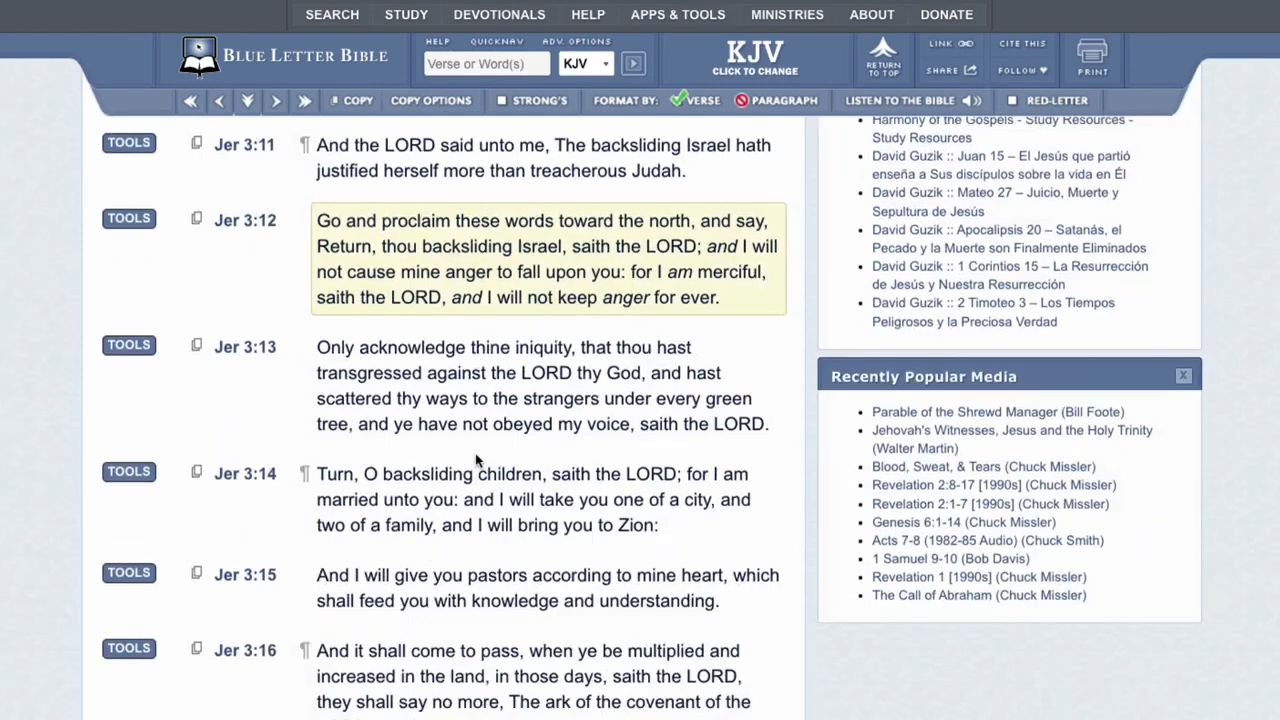 SEARCH STUDY DEVOTIONALS HELP APPS & TOOLS MINISTRIES ABOUT DONATE
BLUE LETTER BIBLE
HELP QUICKNAV ADV. OPTIONS
Verse or Word(s) KJV
KJV
CLICK TO CHANGE
RETURN
TO TOP
LINK CITE THIS
SHARE FOLLOW
PRINT
COPY COPY OPTIONS STRONG'S FORMAT BY: VERSE PARAGRAPH LISTEN TO THE BIBLE RED-LETTER
TOOLS Jer 3:11 ¶ And the LORD said unto me, The backsliding Israel hath
justified herself more than treacherous Judah.
TOOLS Jer 3:12 Go and proclaim these words toward the north, and say,
Return, thou backsliding Israel, saith the LORD; and I will
not cause mine anger to fall upon you: for I am merciful,
saith the LORD, and I will not keep anger for ever.
TOOLS Jer 3:13 Only acknowledge thine iniquity, that thou hast
transgressed against the LORD thy God, and hast
scattered thy ways to the strangers under every green
tree, and ye have not obeyed my voice, saith the LORD.
TOOLS Jer 3:14 ¶ Turn, O backsliding children, saith the LORD; for I am
married unto you: and I will take you one of a city, and
two of a family, and I will bring you to Zion:
TOOLS Jer 3:15 And I will give you pastors according to mine heart, which
shall feed you with knowledge and understanding.
TOOLS Jer 3:16 ¶ And it shall come to pass, when ye be multiplied and
increased in the land, in those days, saith the LORD,
they shall say no more, The ark of the covenant of the
Harmony of the Gospels - Study Resources -
Study Resources
David Guzik :: Juan 15 – El Jesús que partió
enseña a Sus discípulos sobre la vida en Él
David Guzik :: Mateo 27 – Juicio, Muerte y
Sepultura de Jesús
David Guzik :: Apocalipsis 20 – Satanás, el
Pecado y la Muerte son Finalmente Eliminados
David Guzik :: 1 Corintios 15 – La Resurrección
de Jesús y Nuestra Resurrección
David Guzik :: 2 Timoteo 3 – Los Tiempos
Peligrosos y la Preciosa Verdad
Recently Popular Media X
Parable of the Shrewd Manager (Bill Foote)
Jehovah's Witnesses, Jesus and the Holy Trinity
(Walter Martin)
Blood, Sweat, & Tears (Chuck Missler)
Revelation 2:8-17 [1990s] (Chuck Missler)
Revelation 2:1-7 [1990s] (Chuck Missler)
Genesis 6:1-14 (Chuck Missler)
Acts 7-8 (1982-85 Audio) (Chuck Smith)
1 Samuel 9-10 (Bob Davis)
Revelation 1 [1990s] (Chuck Missler)
The Call of Abraham (Chuck Missler)